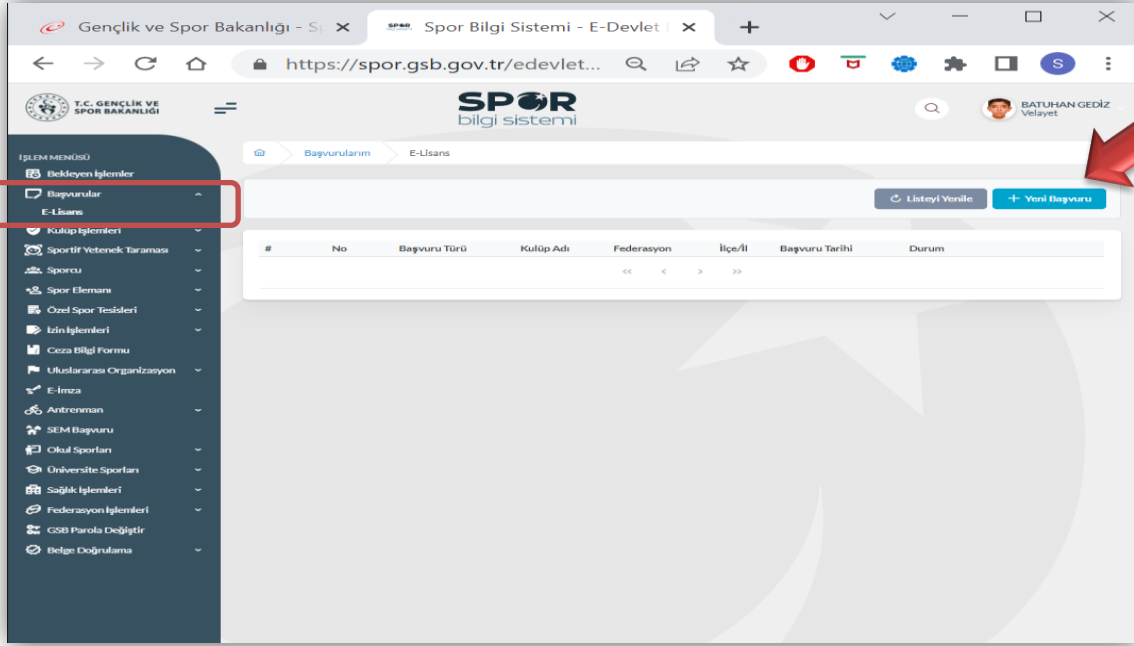 Gençlik ve Spor Bakanlığı - S
Spor Bilgi Sistemi - E-Devlet
https://spor.gsb.gov.tr/edevlet...
S
T.C. GENÇLİK VE
SPOR BAKANLIĞI
SPOR
bilgi sistemi
BATUHAN GEDİZ
Velayet
İŞLEM MENÜSÜ
Bekleyen İşlemler
Başvurular
E-Lisans
Kulüp İşlemleri
Sportif Yetenek Taraması
Sporcu
Spor Elemanı
Özel Spor Tesisleri
İzin İşlemleri
Ceza Bilgi Formu
Uluslararası Organizasyon
E-İmza
Antrenman
SEM Başvuru
Okul Sporları
Üniversite Sporları
Sağlık İşlemleri
Federasyon İşlemleri
GSB Parola Değiştir
Belge Doğrulama
Başvurularım E-Lisans
Listeyi Yenile + Yeni Başvuru
# No Başvuru Türü Kulüp Adı Federasyon İlçe/İl Başvuru Tarihi Durum
<< < > >>